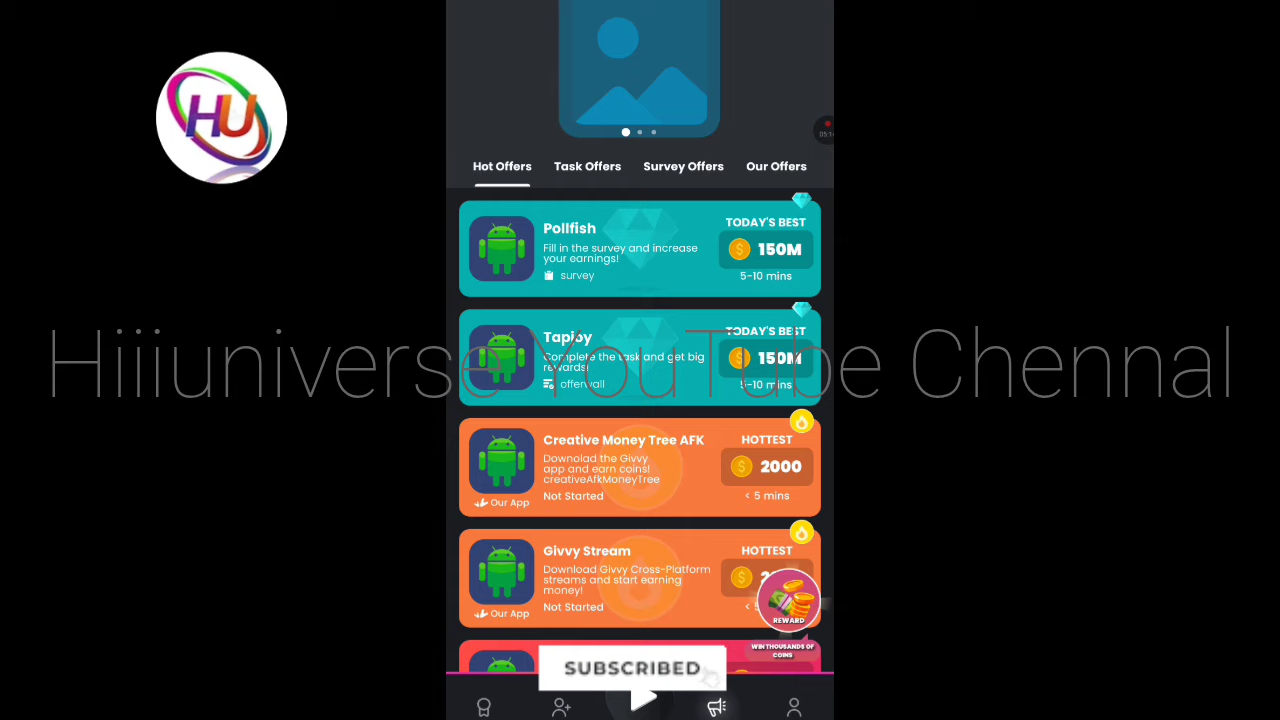 HU
05:1
Hot Offers
Task Offers
Survey Offers
Our Offers
Pollfish
Fill in the survey and increase
your earnings!
survey
TODAY'S BEST
150M
5-10 mins
Tapjoy
Complete the task and get big
rewards!
offerwall
TODAY'S BEST
150M
5-10 mins
Hiiiuniverse YouTube Chennal
Creative Money Tree AFK
Downolad the Givvy
app and earn coins!
creativeAfkMoneyTree
Not Started
Our App
HOTTEST
2000
< 5 mins
Givvy Stream
Download Givvy Cross-Platform
streams and start earning
money!
Not Started
Our App
HOTTEST
REWARD
WIN THOUSANDS OF
COINS
SUBSCRIBED